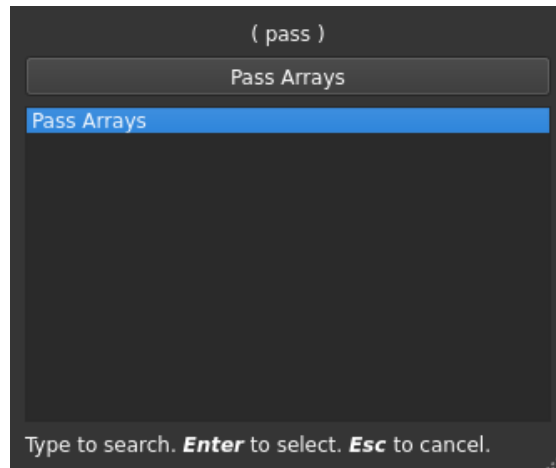 ( pass )
Pass Arrays
Pass Arrays
Type to search. Enter to select. Esc to cancel.